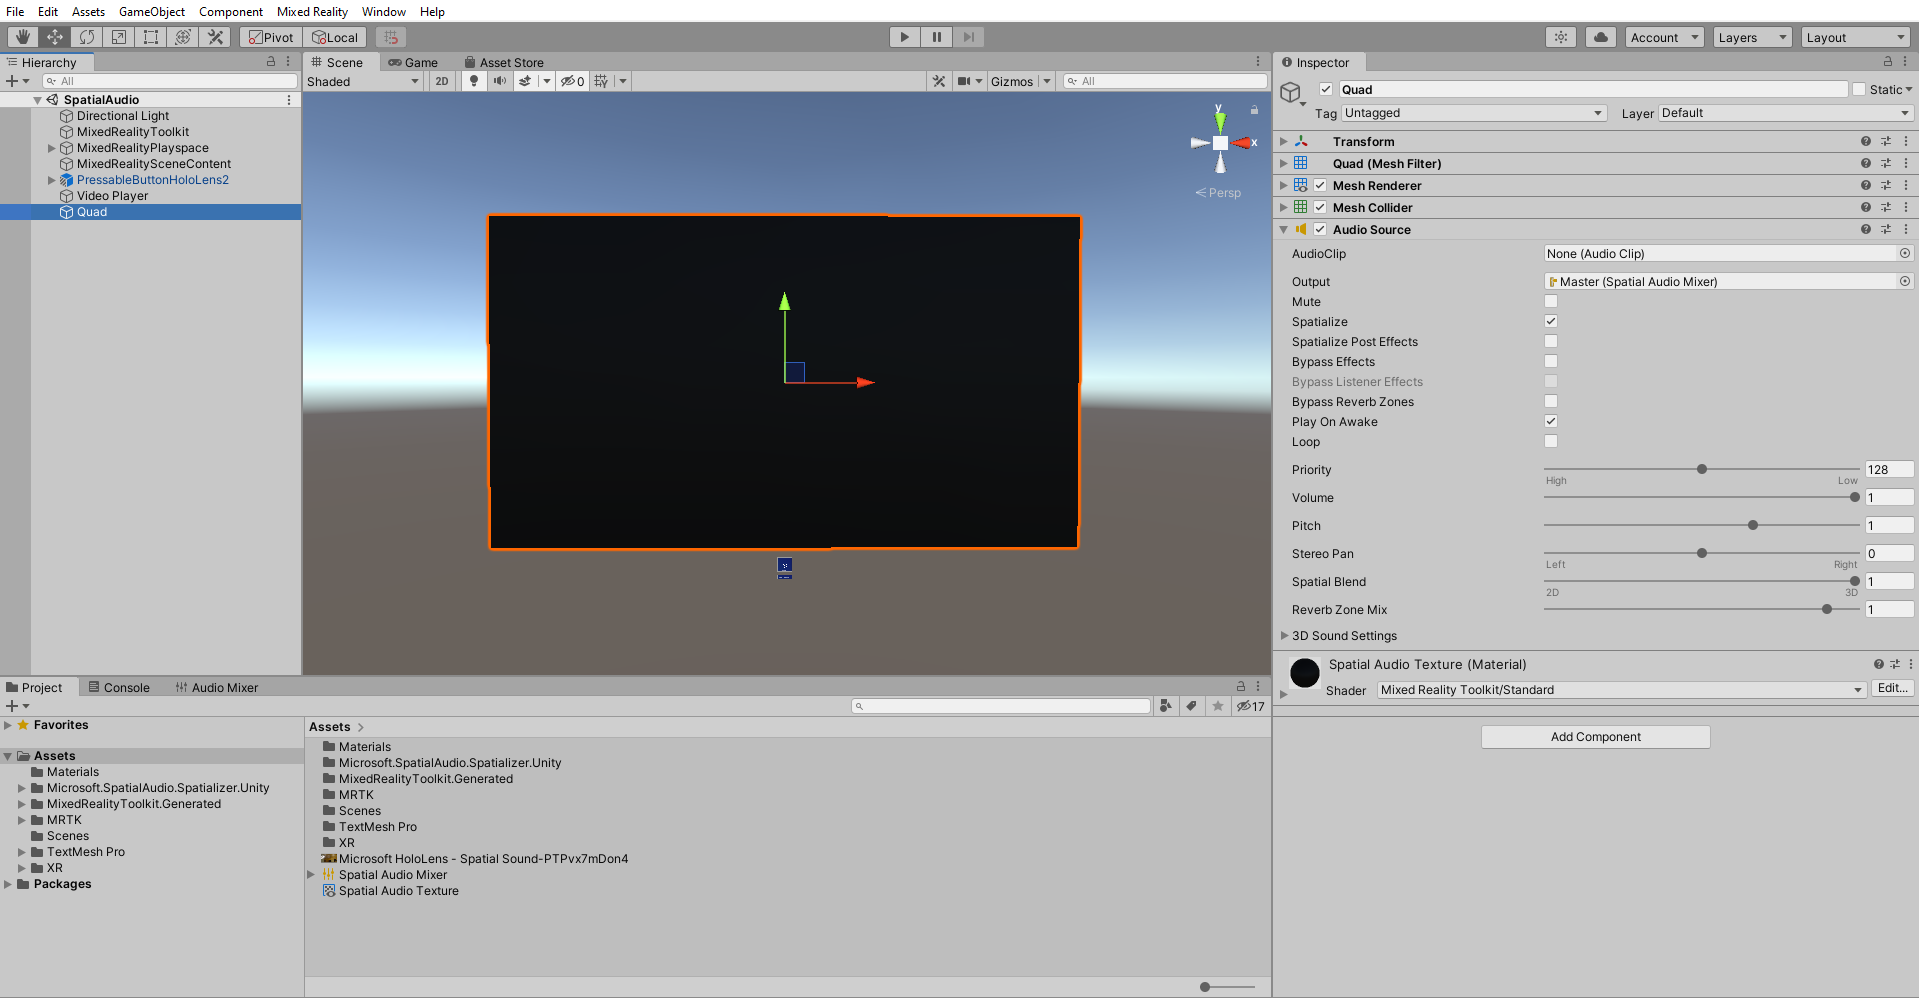 File Edit Assets GameObject Component Mixed Reality Window Help
Pivot Local Account Layers Layout
Hierarchy
All
SpatialAudio
Directional Light
MixedRealityToolkit
MixedRealityPlayspace
MixedRealitySceneContent
PressableButtonHoloLens2
Video Player
Quad
Scene Game Asset Store
Shaded 2D 0 Gizmos All
y
x
Persp
Inspector
Quad Static
Tag Untagged Layer Default
Transform
Quad (Mesh Filter)
Mesh Renderer
Mesh Collider
Audio Source
AudioClip None (Audio Clip)
Output Master (Spatial Audio Mixer)
Mute
Spatialize
Spatialize Post Effects
Bypass Effects
Bypass Listener Effects
Bypass Reverb Zones
Play On Awake
Loop
Priority 128
High Low
Volume 1
Pitch 1
Stereo Pan 0
Left Right
Spatial Blend 1
2D 3D
Reverb Zone Mix 1
3D Sound Settings
Spatial Audio Texture (Material)
Shader Mixed Reality Toolkit/Standard Edit...
Add Component
Project Console Audio Mixer
17
Favorites
Assets
Materials
Microsoft.SpatialAudio.Spatializer.Unity
MixedRealityToolkit.Generated
MRTK
Scenes
TextMesh Pro
XR
Packages
Assets
Materials
Microsoft.SpatialAudio.Spatializer.Unity
MixedRealityToolkit.Generated
MRTK
Scenes
TextMesh Pro
XR
Microsoft HoloLens - Spatial Sound-PTPvx7mDon4
Spatial Audio Mixer
Spatial Audio Texture